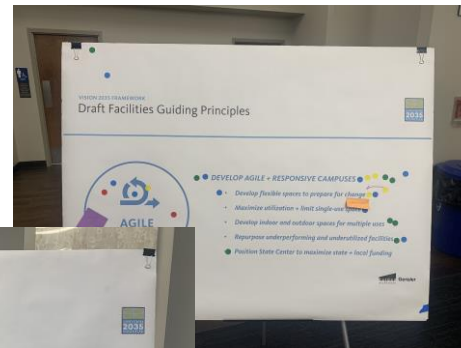 VISION 2035 FRAMEWORK
Draft Facilities Guiding Principles
2035
DEVELOP AGILE + RESPONSIVE CAMPUSES
• Develop flexible spaces to prepare for change
• Maximize utilization + limit single-use space
• Develop indoor and outdoor spaces for multiple uses
• Repurpose underperforming and underutilized facilities
Position State Center to maximize state + local funding
AGILE
Gensler
2035